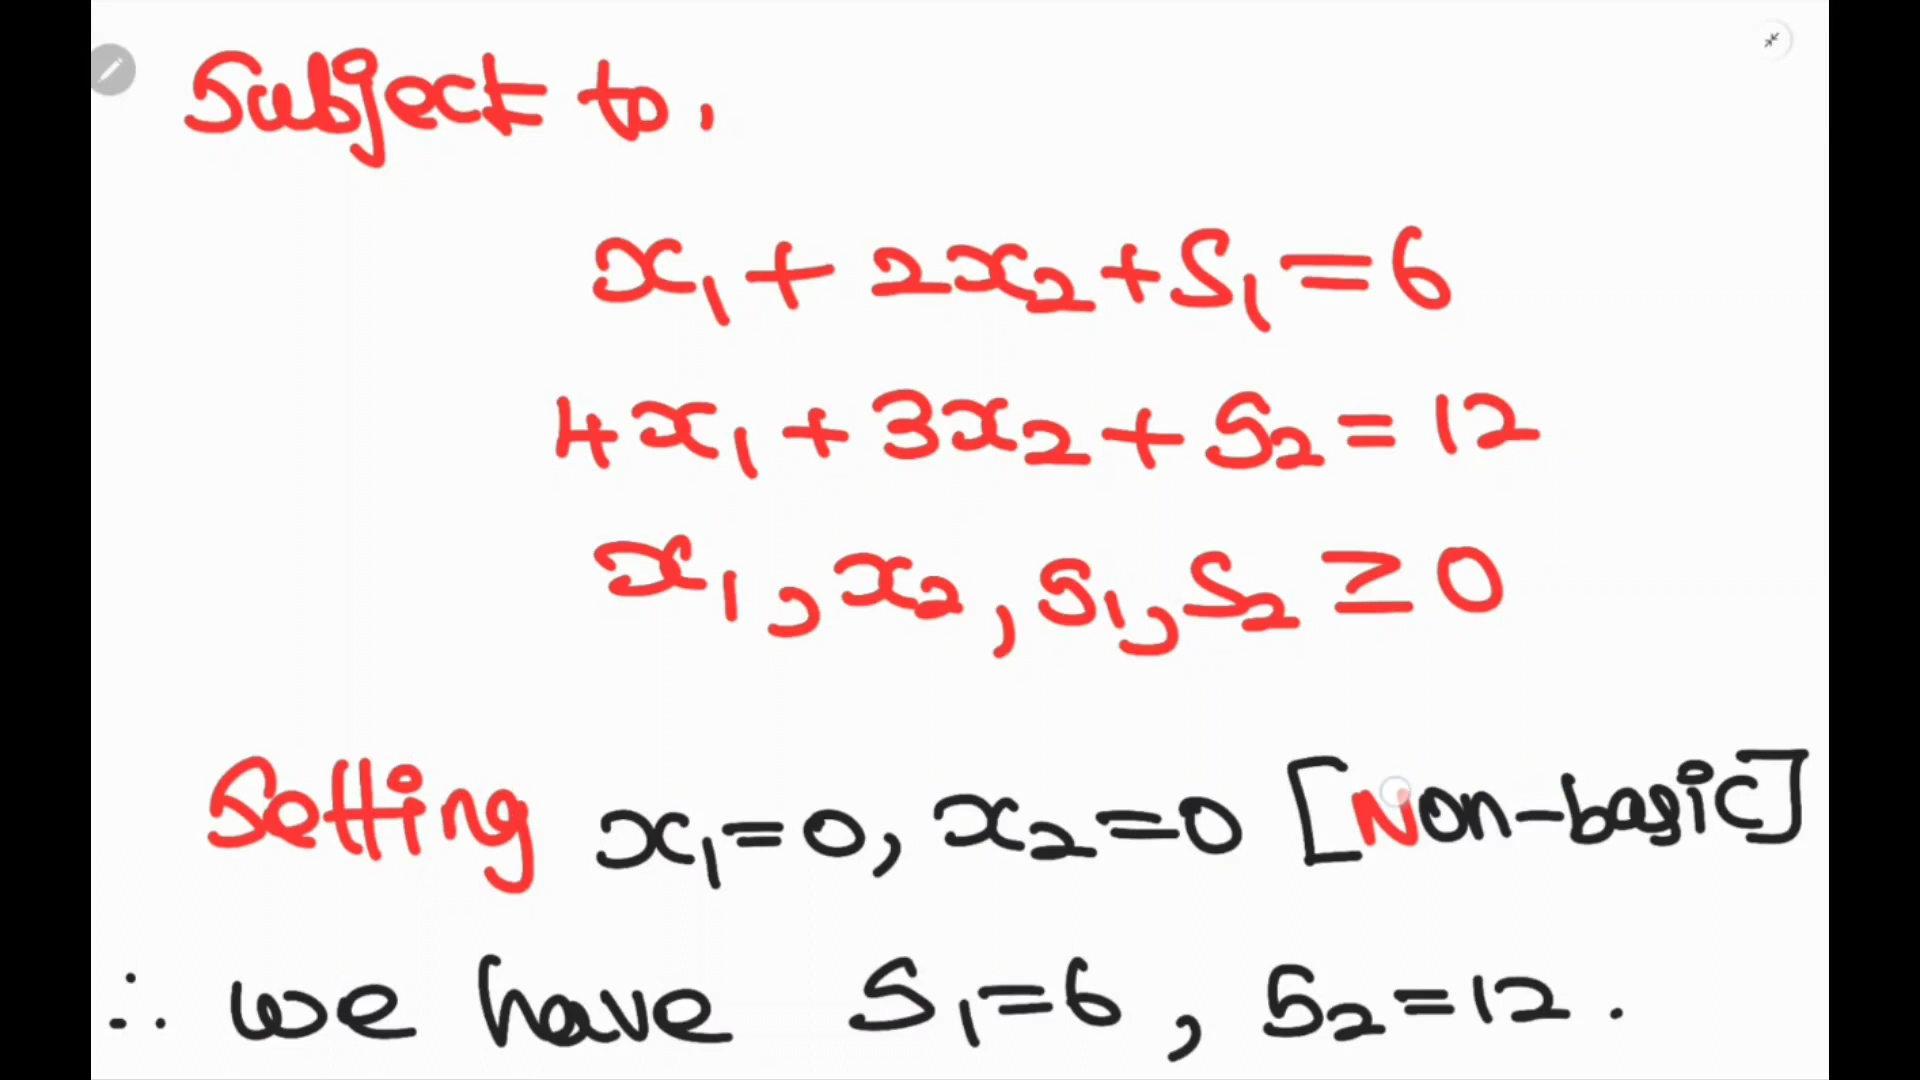 Subject to,
x₁ + 2x₂ + S₁ = 6
4x₁ + 3x₂ + S₂ = 12
x₁, x₂, S₁, S₂ ≥ 0
Setting x₁ = 0, x₂ = 0 [Non-basic]
∴ we have S₁ = 6, S₂ = 12.